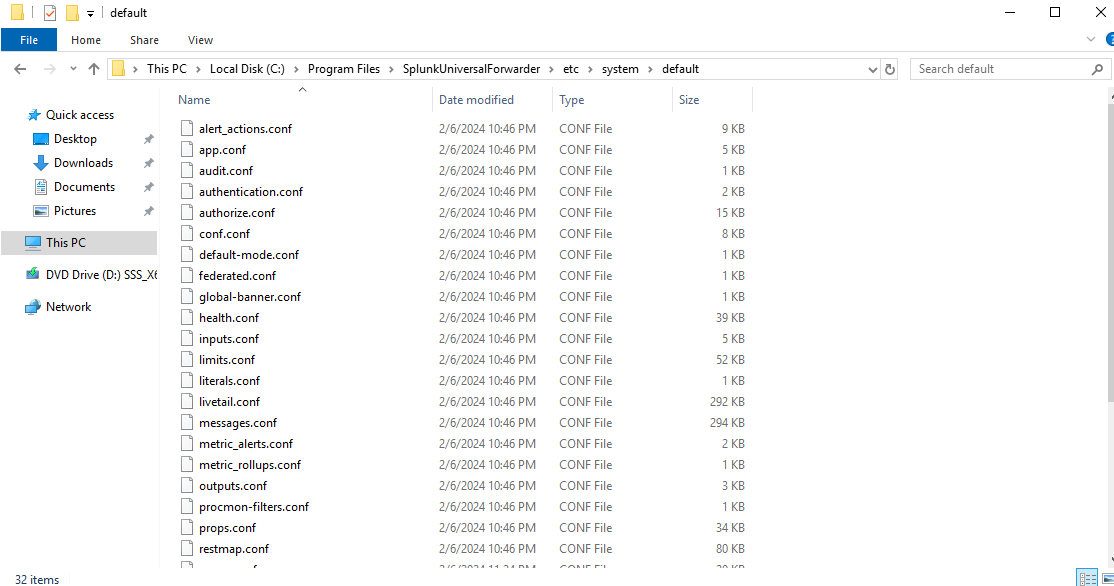 default
File Home Share View
This PC Local Disk (C:) Program Files SplunkUniversalForwarder etc system default Search default
Name Date modified Type Size
Quick access
Desktop
Downloads
Documents
Pictures
This PC
DVD Drive (D:) SSS_X6
Network
alert_actions.conf 2/6/2024 10:46 PM CONF File 9 KB
app.conf 2/6/2024 10:46 PM CONF File 5 KB
audit.conf 2/6/2024 10:46 PM CONF File 1 KB
authentication.conf 2/6/2024 10:46 PM CONF File 2 KB
authorize.conf 2/6/2024 10:46 PM CONF File 15 KB
conf.conf 2/6/2024 10:46 PM CONF File 8 KB
default-mode.conf 2/6/2024 10:46 PM CONF File 1 KB
federated.conf 2/6/2024 10:46 PM CONF File 1 KB
global-banner.conf 2/6/2024 10:46 PM CONF File 1 KB
health.conf 2/6/2024 10:46 PM CONF File 39 KB
inputs.conf 2/6/2024 10:46 PM CONF File 5 KB
limits.conf 2/6/2024 10:46 PM CONF File 52 KB
literals.conf 2/6/2024 10:46 PM CONF File 1 KB
livetail.conf 2/6/2024 10:46 PM CONF File 292 KB
messages.conf 2/6/2024 10:46 PM CONF File 294 KB
metric_alerts.conf 2/6/2024 10:46 PM CONF File 2 KB
metric_rollups.conf 2/6/2024 10:46 PM CONF File 1 KB
outputs.conf 2/6/2024 10:46 PM CONF File 3 KB
procmon-filters.conf 2/6/2024 10:46 PM CONF File 1 KB
props.conf 2/6/2024 10:46 PM CONF File 34 KB
restmap.conf 2/6/2024 10:46 PM CONF File 80 KB
32 items